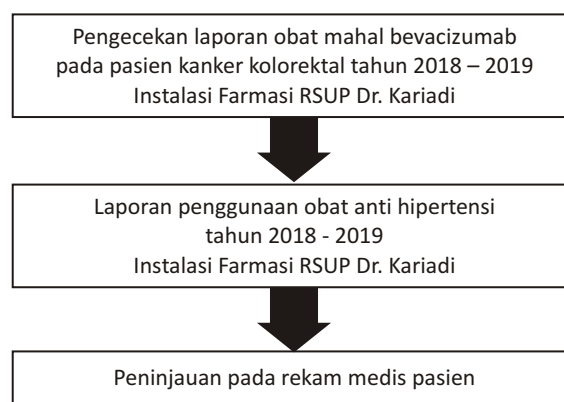 Pengecekan laporan obat mahal bevacizumab
pada pasien kanker kolorektal tahun 2018 – 2019
Instalasi Farmasi RSUP Dr. Kariadi
Laporan penggunaan obat anti hipertensi
tahun 2018 - 2019
Instalasi Farmasi RSUP Dr. Kariadi
Peninjauan pada rekam medis pasien